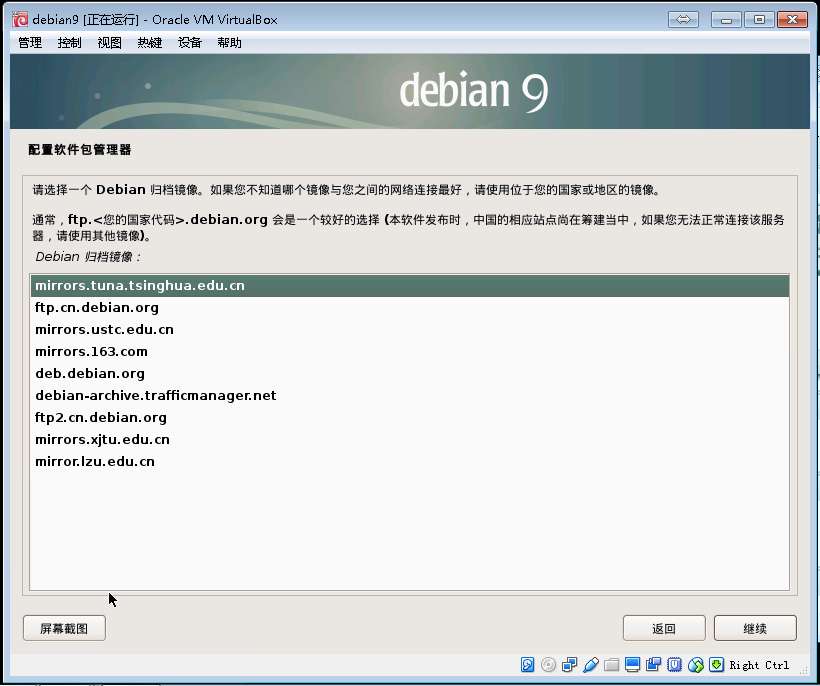 debian9 [正在运行] - Oracle VM VirtualBox
管理 控制 视图 热键 设备 帮助
debian 9
配置软件包管理器
请选择一个 Debian 归档镜像。如果您不知道哪个镜像与您之间的网络连接最好，请使用位于您的国家或地区的镜像。
通常，ftp.<您的国家代码>.debian.org 会是一个较好的选择 (本软件发布时，中国的相应站点尚在筹建当中，如果您无法正常连接该服务
器，请使用其他镜像)。
Debian 归档镜像：
mirrors.tuna.tsinghua.edu.cn
ftp.cn.debian.org
mirrors.ustc.edu.cn
mirrors.163.com
deb.debian.org
debian-archive.trafficmanager.net
ftp2.cn.debian.org
mirrors.xjtu.edu.cn
mirror.lzu.edu.cn
屏幕截图 返回 继续
Right Ctrl